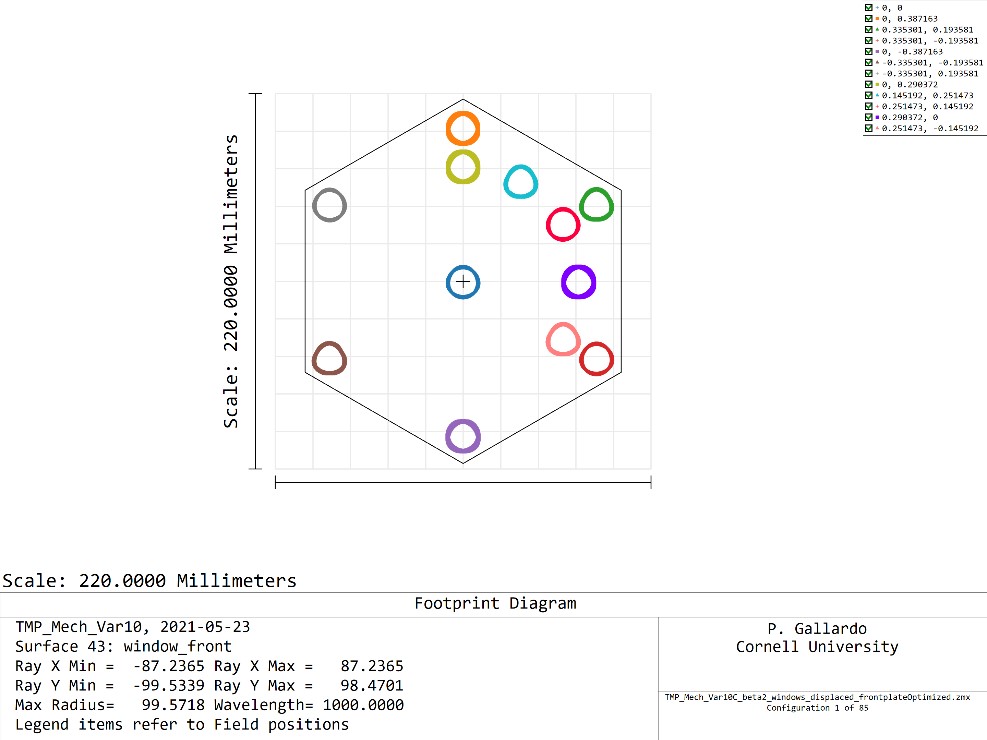 0, 0
0, 0.387163
0.335301, 0.193581
0.335301, -0.193581
0, -0.387163
-0.335301, -0.193581
-0.335301, 0.193581
0, 0.290372
0.145192, 0.251473
0.251473, 0.145192
0.290372, 0
0.251473, -0.145192
Scale: 220.0000 Millimeters
Scale: 220.0000 Millimeters
Footprint Diagram
TMP_Mech_Var10, 2021-05-23
Surface 43: window_front
Ray X Min = -87.2365 Ray X Max = 87.2365
Ray Y Min = -99.5339 Ray Y Max = 98.4701
Max Radius= 99.5718 Wavelength= 1000.0000
Legend items refer to Field positions
P. Gallardo
Cornell University
TMP_Mech_Var10C_beta2_windows_displaced_frontplateOptimized.zmx
Configuration 1 of 85